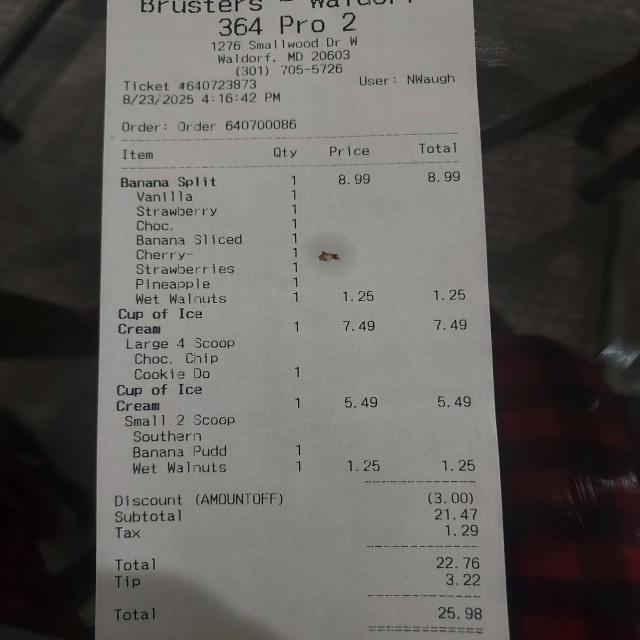 Brusters - Waldorf
364 Pro 2
1276 Smallwood Dr W
Waldorf, MD 20603
(301) 705-5726
Ticket #640723873 User: NWaugh
8/23/2025 4:16:42 PM
Order: Order 640700086
Item Qty Price Total
Banana Split 1 8.99 8.99
Vanilla 1
Strawberry 1
Choc. 1
Banana Sliced 1
Cherry- 1
Strawberries 1
Pineapple 1
Wet Walnuts 1 1.25 1.25
Cup of Ice
Cream 1 7.49 7.49
Large 4 Scoop
Choc. Chip
Cookie Do 1
Cup of Ice
Cream 1 5.49 5.49
Small 2 Scoop
Southern
Banana Pudd 1
Wet Walnuts 1 1.25 1.25
Discount (AMOUNTOFF) (3.00)
Subtotal 21.47
Tax 1.29
Total 22.76
Tip 3.22
Total 25.98